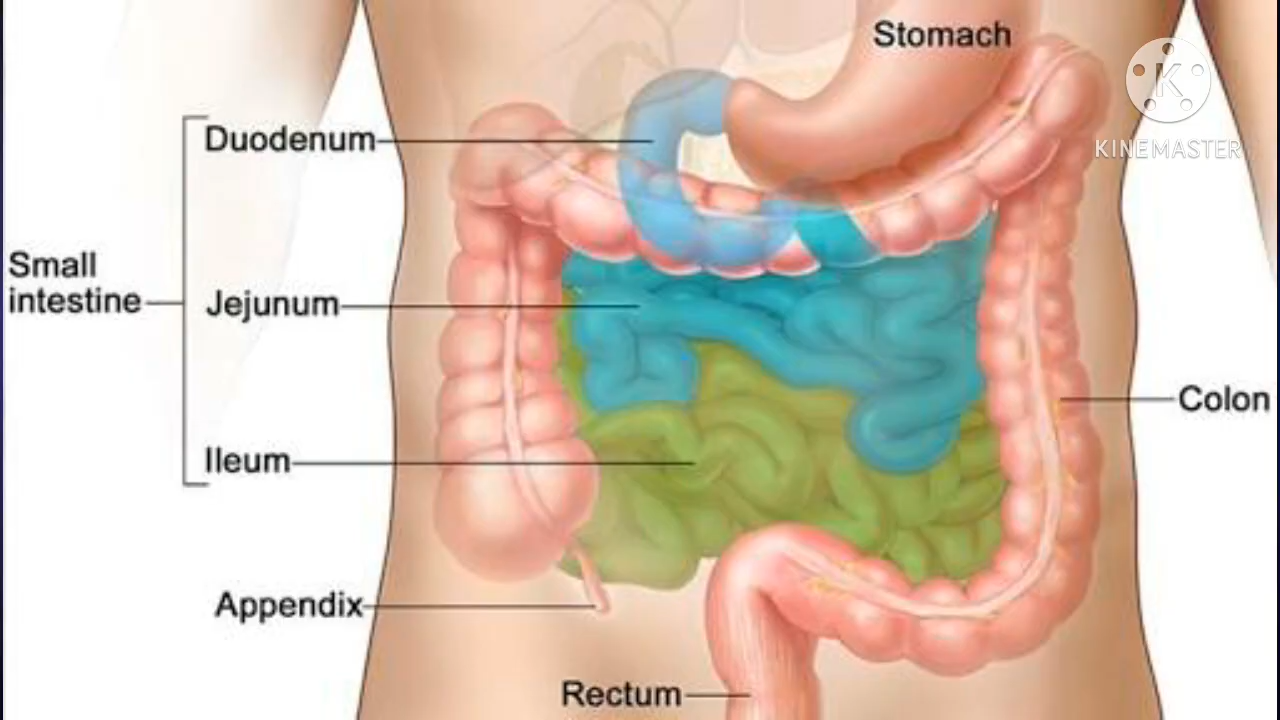 Stomach
K
KINEMASTER
Duodenum
Small
intestine
Jejunum
Colon
Ileum
Appendix
Rectum